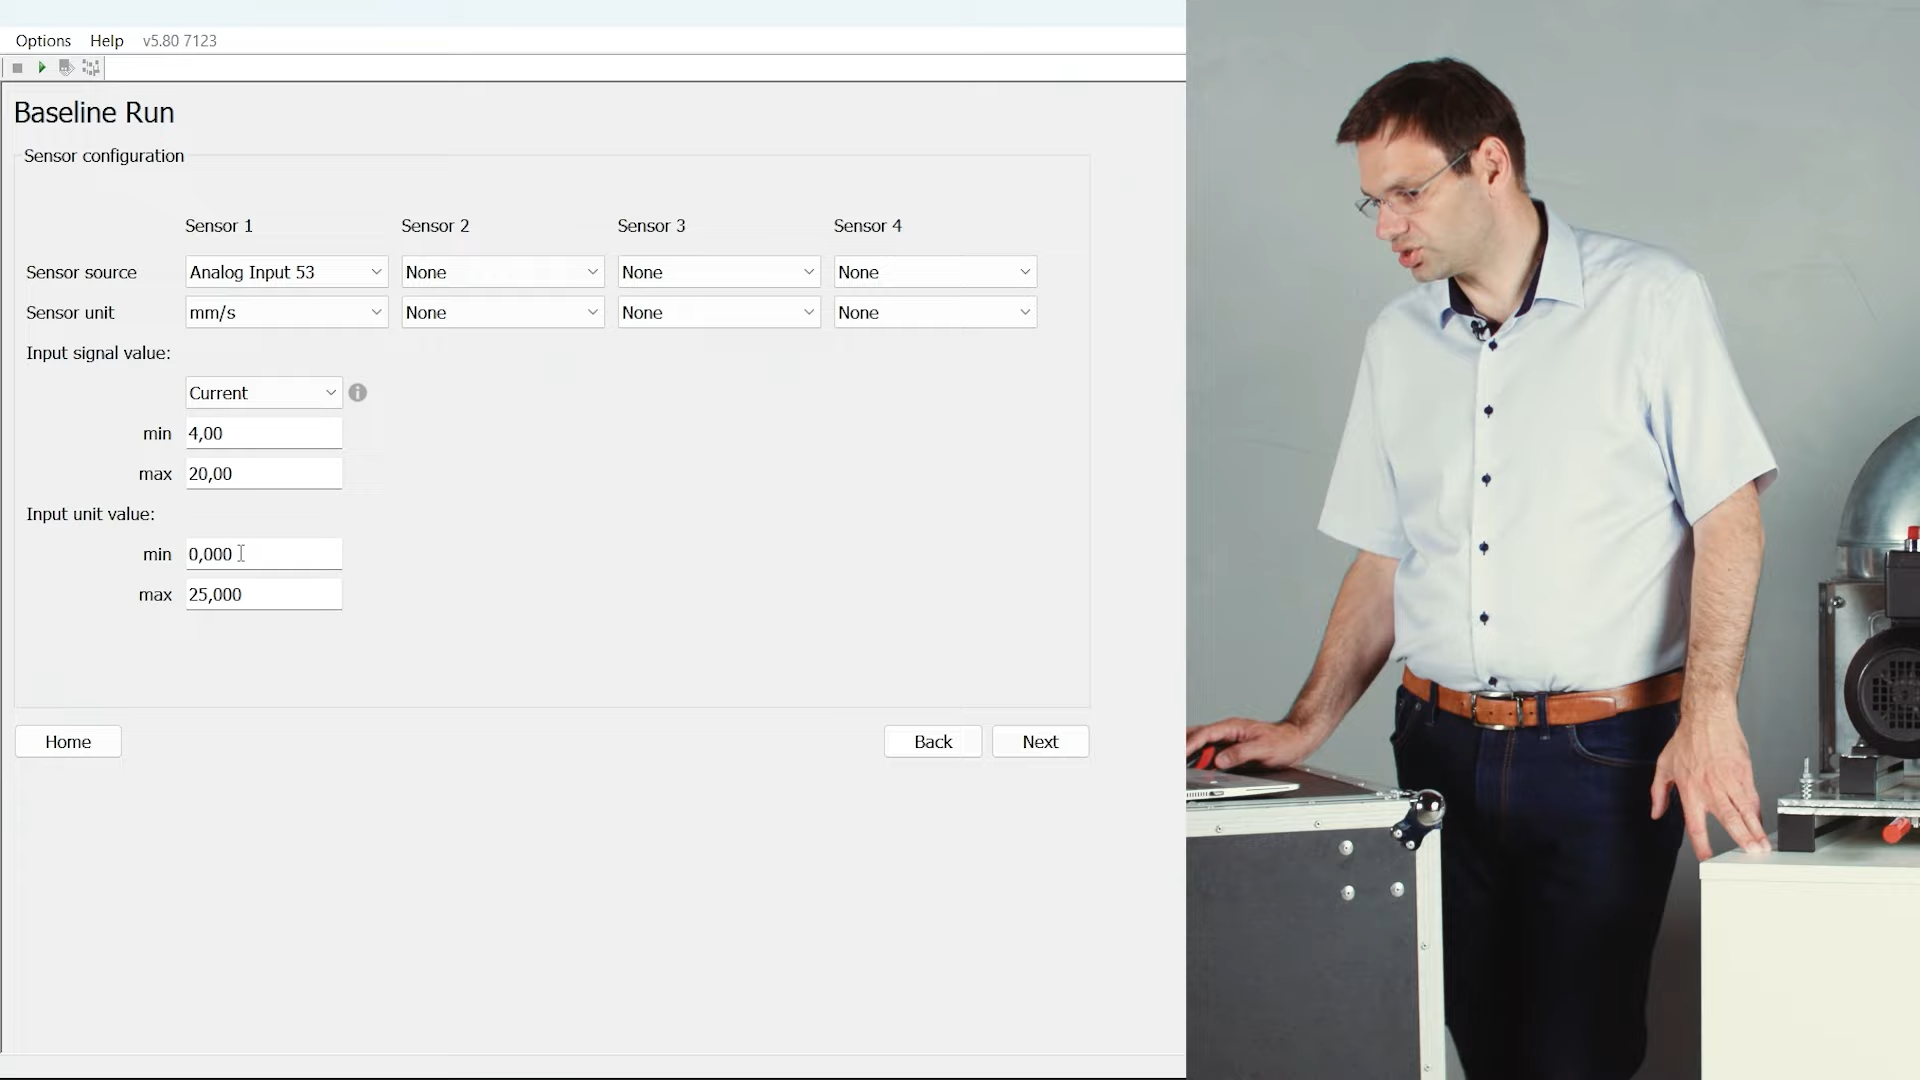 Options Help v5.80 7123
Baseline Run
Sensor configuration
Sensor 1 Sensor 2 Sensor 3 Sensor 4
Sensor source Analog Input 53 None None None
Sensor unit mm/s None None None
Input signal value:
Current
min 4,00
max 20,00
Input unit value:
min 0,000
max 25,000
Home Back Next